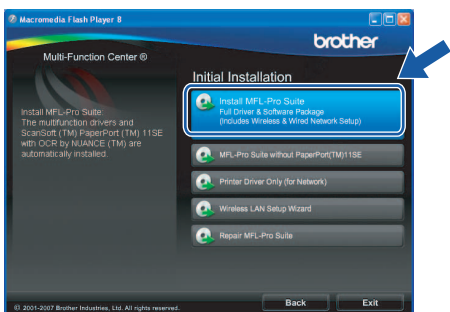 Macromedia Flash Player 8
brother
Multi-Function Center ®
Initial Installation
Install MFL-Pro Suite:
The multifunction drivers and
ScanSoft (TM) PaperPort (TM) 11SE
with OCR by NUANCE (TM) are
automatically installed.
Install MFL-Pro Suite
Full Driver & Software Package
(Includes Wireless & Wired Network Setup)
MFL-Pro Suite without PaperPort(TM)11SE
Printer Driver Only (for Network)
Wireless LAN Setup Wizard
Repair MFL-Pro Suite
© 2001-2007 Brother Industries, Ltd. All rights reserved.
Back
Exit